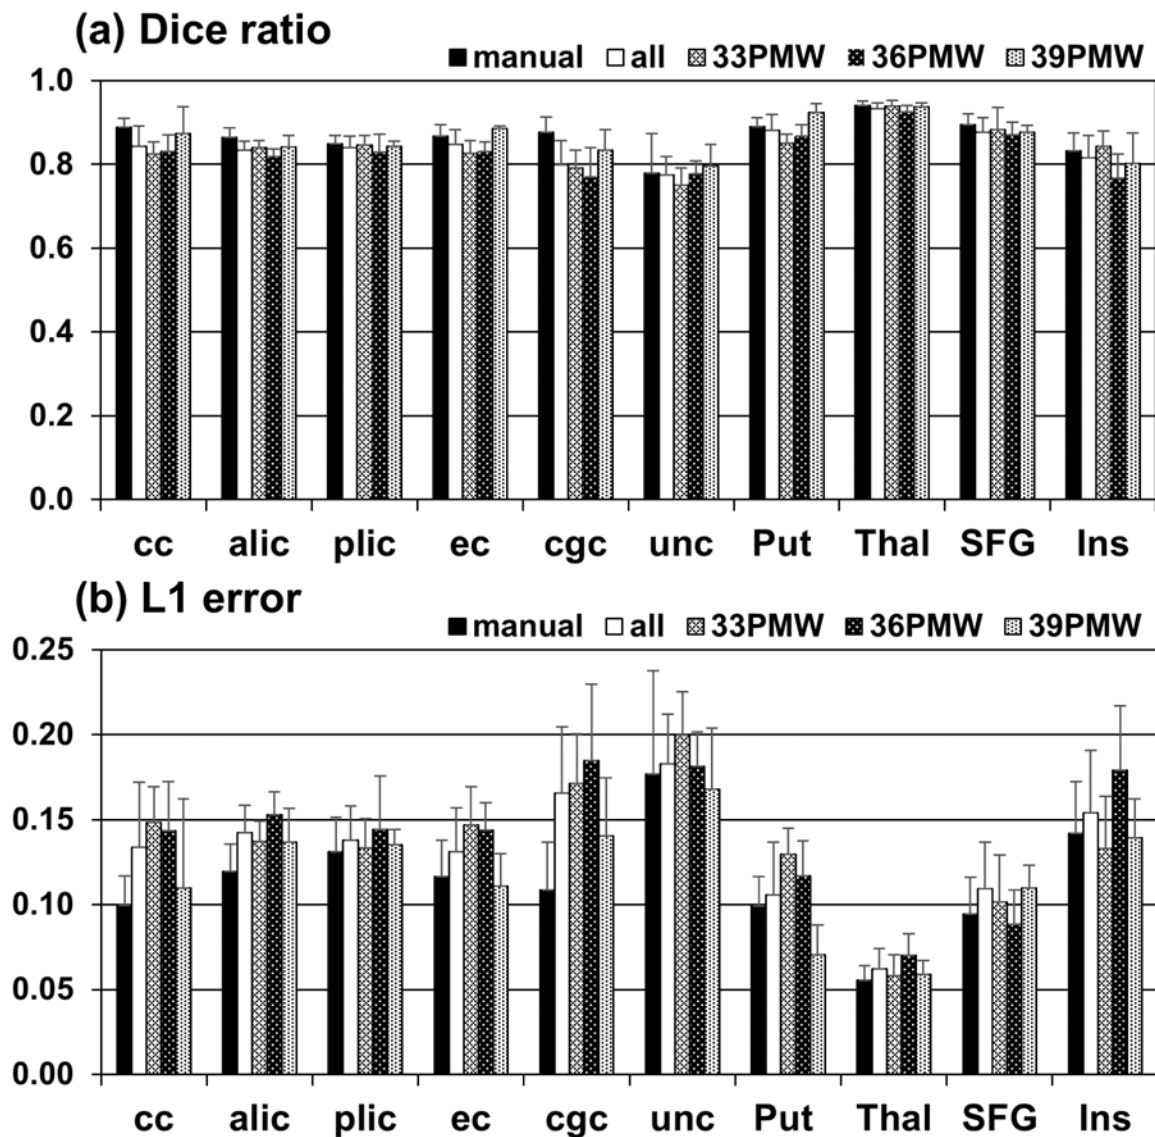 (a) Dice ratio
manual all 33PMW 36PMW 39PMW
1.0
0.8
0.6
0.4
0.2
0.0
cc alic plic ec cgc unc Put Thal SFG Ins
(b) L1 error
manual all 33PMW 36PMW 39PMW
0.25
0.20
0.15
0.10
0.05
0.00
cc alic plic ec cgc unc Put Thal SFG Ins